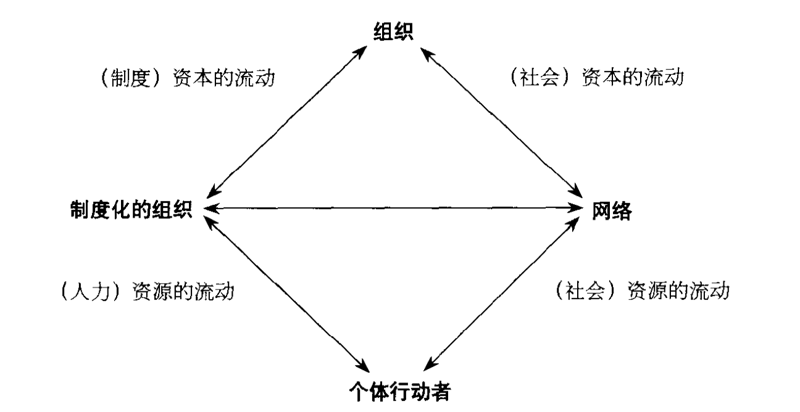 组织
（制度）资本的流动
（社会）资本的流动
制度化的组织
网络
（人力）资源的流动
（社会）资源的流动
个体行动者